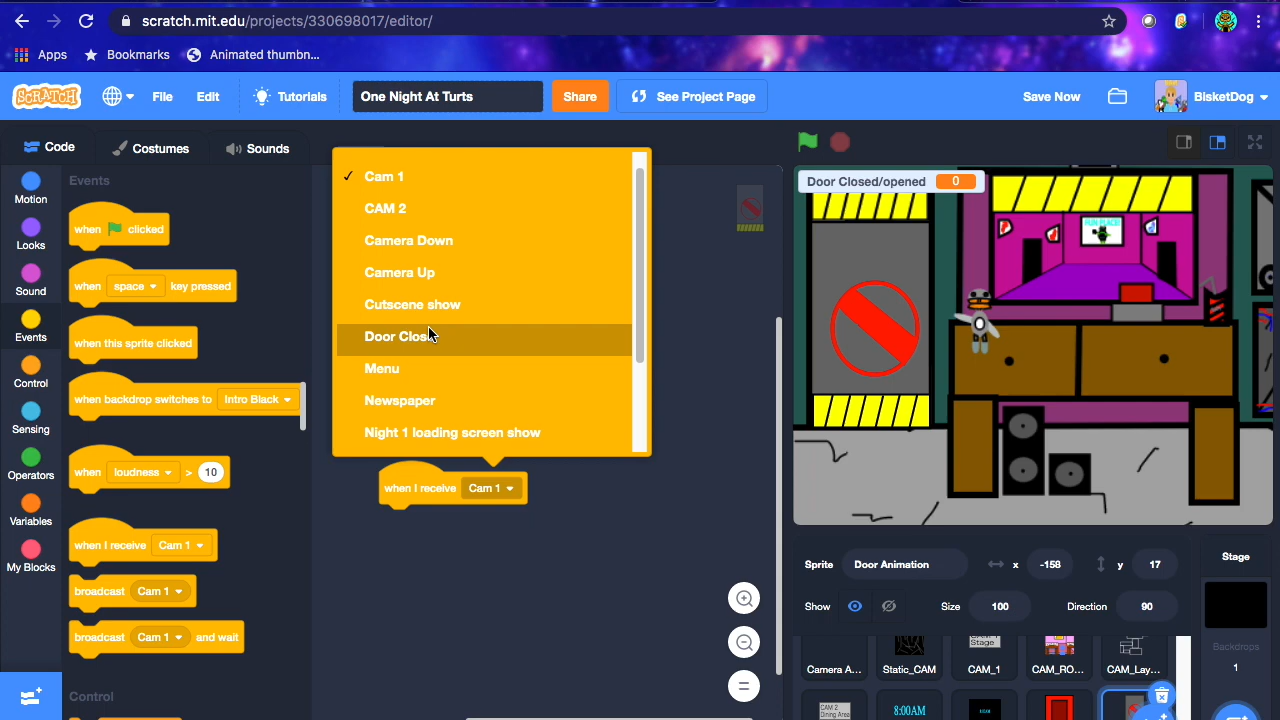 scratch.mit.edu/projects/330698017/editor/
Apps Bookmarks Animated thumbn...
SCRATCH File Edit Tutorials One Night At Turts Share See Project Page Save Now BisketDog
Code Costumes Sounds
Motion
Looks
Sound
Events
Control
Sensing
Operators
Variables
My Blocks
Events
when clicked
when space key pressed
when this sprite clicked
when backdrop switches to Intro Black
when loudness > 10
when I receive Cam 1
broadcast Cam 1
broadcast Cam 1 and wait
Control
✓ Cam 1
CAM 2
Camera Down
Camera Up
Cutscene show
Door Clos
Menu
Newspaper
Night 1 loading screen show
when I receive Cam 1
Door Closed/opened 0
Sprite Door Animation x -158 y 17
Show Size 100 Direction 90
Camera A... Static_CAM CAM_1 CAM_RO... CAM_Lay...
CAM 2
Dining Area
8:00AM
Stage
Backdrops
1